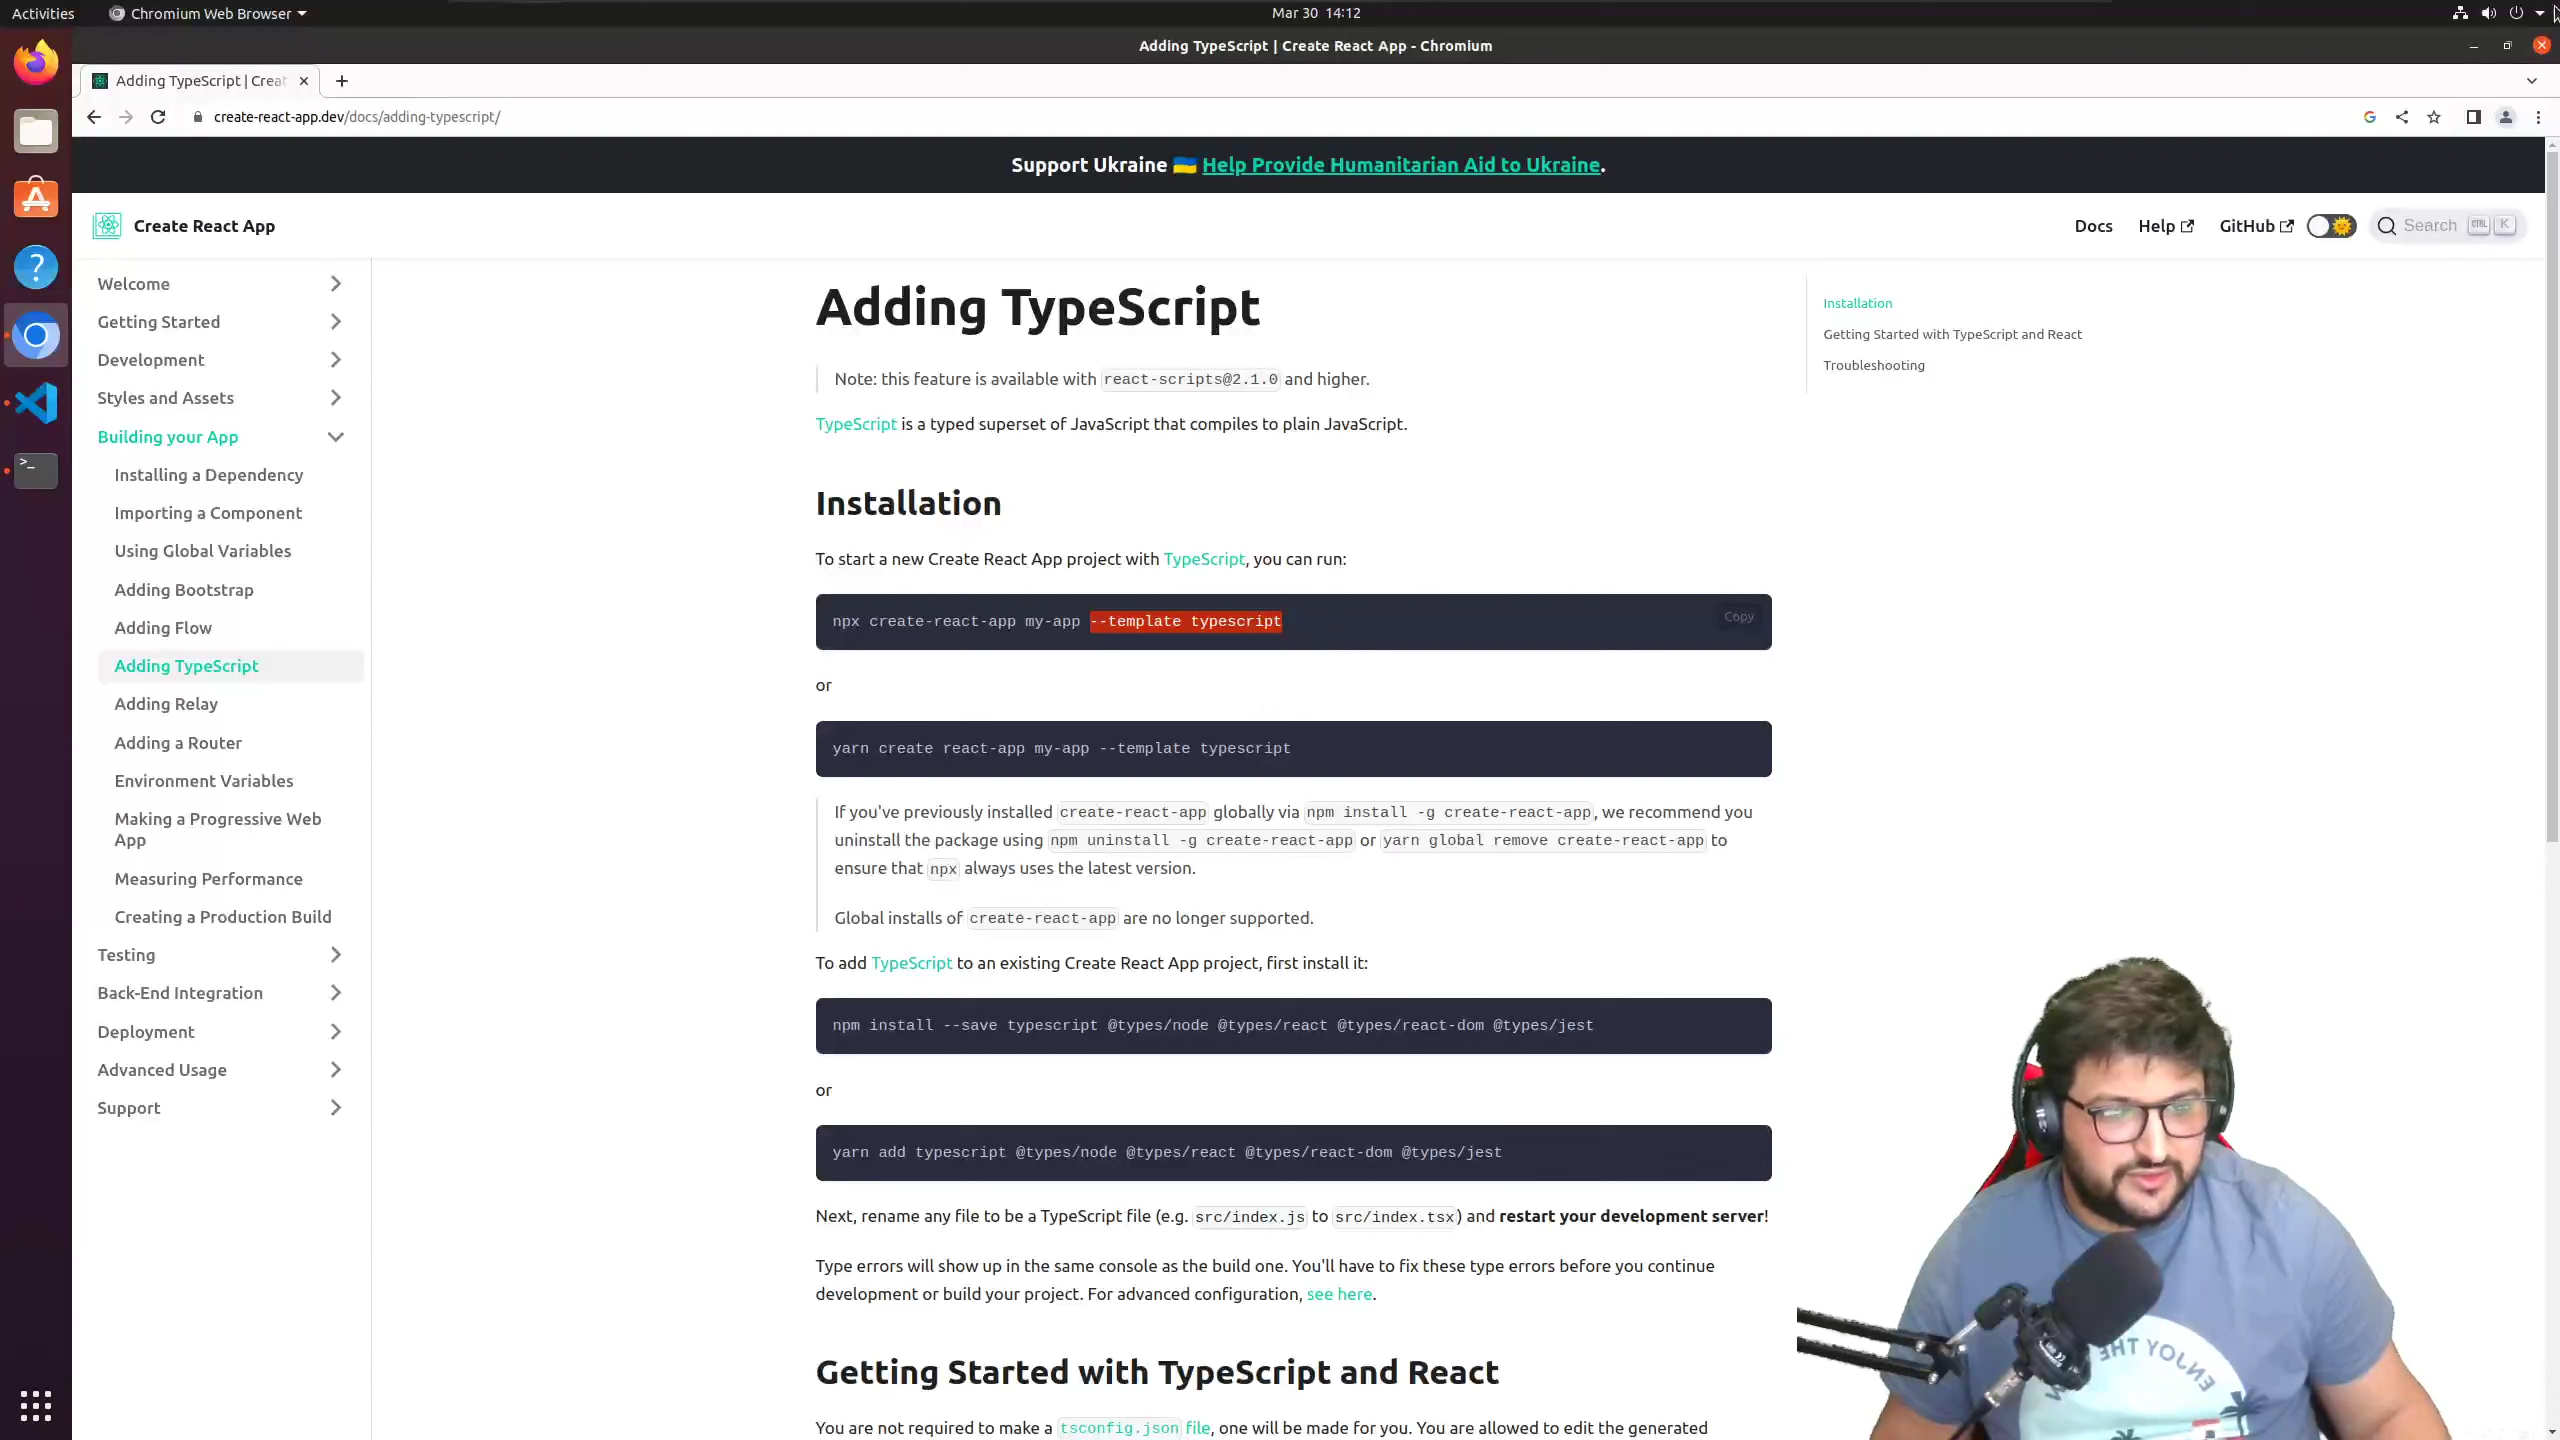 Activities
Chromium Web Browser
Mar 30 14:12
Adding TypeScript | Create React App - Chromium
Adding TypeScript | Creat
create-react-app.dev/docs/adding-typescript/
Support Ukraine 🇺🇦 Help Provide Humanitarian Aid to Ukraine.
Create React App
Docs
Help
GitHub
Search
CTRL
K
Welcome
Getting Started
Development
Styles and Assets
Building your App
Installing a Dependency
Importing a Component
Using Global Variables
Adding Bootstrap
Adding Flow
Adding TypeScript
Adding Relay
Adding a Router
Environment Variables
Making a Progressive Web
App
Measuring Performance
Creating a Production Build
Testing
Back-End Integration
Deployment
Advanced Usage
Support
Adding TypeScript
Note: this feature is available with react-scripts@2.1.0 and higher.
TypeScript is a typed superset of JavaScript that compiles to plain JavaScript.
Installation
To start a new Create React App project with TypeScript, you can run:
npx create-react-app my-app --template typescript
Copy
or
yarn create react-app my-app --template typescript
If you've previously installed create-react-app globally via npm install -g create-react-app, we recommend you
uninstall the package using npm uninstall -g create-react-app or yarn global remove create-react-app to
ensure that npx always uses the latest version.
Global installs of create-react-app are no longer supported.
To add TypeScript to an existing Create React App project, first install it:
npm install --save typescript @types/node @types/react @types/react-dom @types/jest
or
yarn add typescript @types/node @types/react @types/react-dom @types/jest
Next, rename any file to be a TypeScript file (e.g. src/index.js to src/index.tsx) and restart your development server!
Type errors will show up in the same console as the build one. You'll have to fix these type errors before you continue
development or build your project. For advanced configuration, see here.
Getting Started with TypeScript and React
You are not required to make a tsconfig.json file, one will be made for you. You are allowed to edit the generated
Installation
Getting Started with TypeScript and React
Troubleshooting
ENJOY THE